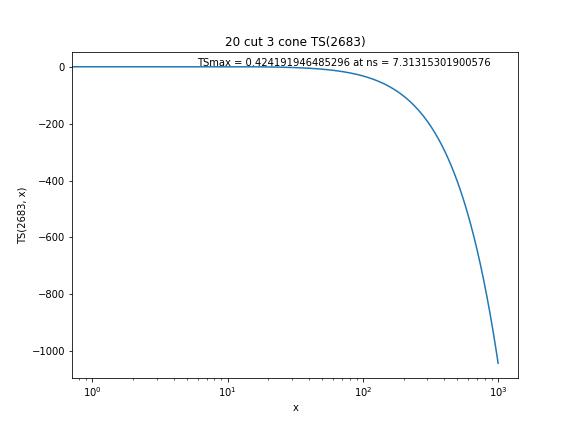 20 cut 3 cone TS(2683)
TSmax = 0.424191946485296 at ns = 7.31315301900576
0
−200
−400
−600
−800
−1000
TS(2683, x)
10⁰ 10¹ 10² 10³
x